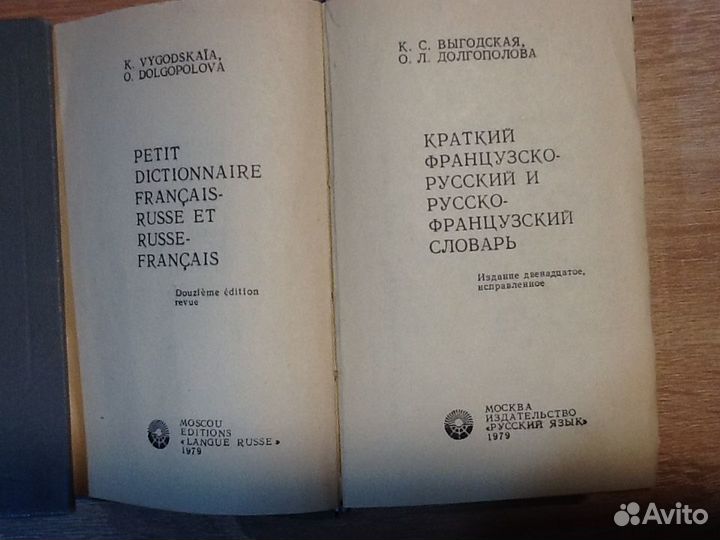 K. VYGODSKAÏA,
O. DOLGOPOLOVA
PETIT
DICTIONNAIRE
FRANÇAIS-
RUSSE ET
RUSSE-
FRANÇAIS
Douzième édition
revue
MOSCOU
EDITIONS
«LANGUE RUSSE»
1979
К. С. ВЫГОДСКАЯ,
О. Л. ДОЛГОПОЛОВА
КРАТКИЙ
ФРАНЦУЗСКО-
РУССКИЙ И
РУССКО-
ФРАНЦУЗСКИЙ
СЛОВАРЬ
Издание двенадцатое,
исправленное
МОСКВА
ИЗДАТЕЛЬСТВО
«РУССКИЙ ЯЗЫК»
1979
Avito